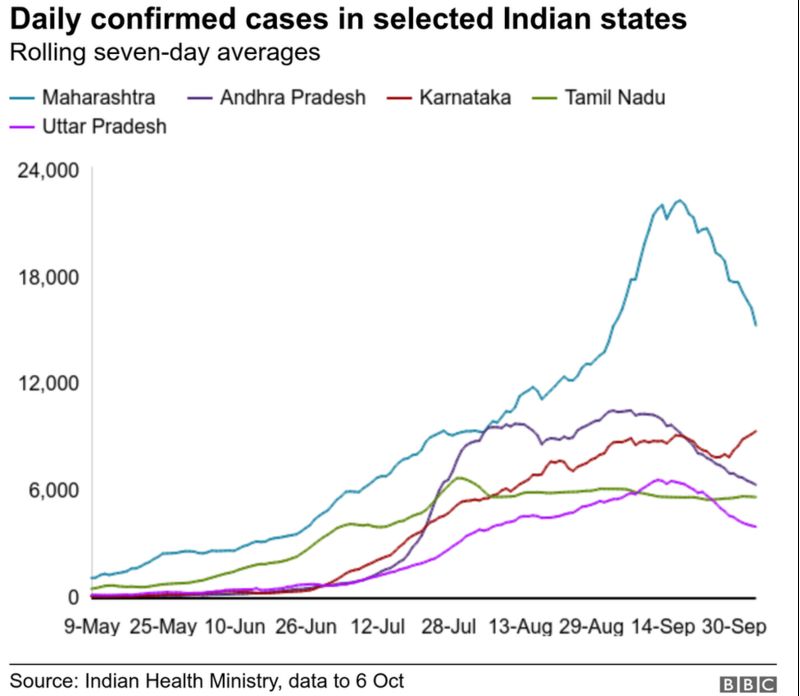 Daily confirmed cases in selected Indian states
Rolling seven-day averages
Maharashtra Andhra Pradesh Karnataka Tamil Nadu
Uttar Pradesh
24,000
18,000
12,000
6,000
0
9-May 25-May 10-Jun 26-Jun 12-Jul 28-Jul 13-Aug 29-Aug 14-Sep 30-Sep
Source: Indian Health Ministry, data to 6 Oct BBC